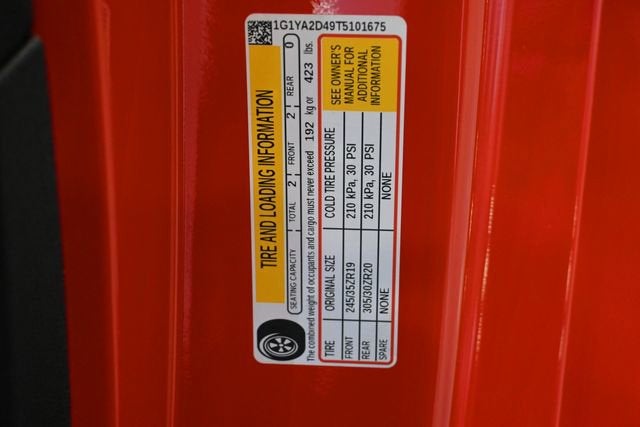 1G1YA2D49T5101675
TIRE AND LOADING INFORMATION
SEATING CAPACITY TOTAL 2 FRONT 2 REAR 0
The combined weight of occupants and cargo must never exceed 192 kg or 423 lbs.
TIRE ORIGINAL SIZE COLD TIRE PRESSURE
FRONT 245/35ZR19 210 kPa, 30 PSI
REAR 305/30ZR20 210 kPa, 30 PSI
SPARE NONE NONE
SEE OWNER'S
MANUAL FOR
ADDITIONAL
INFORMATION